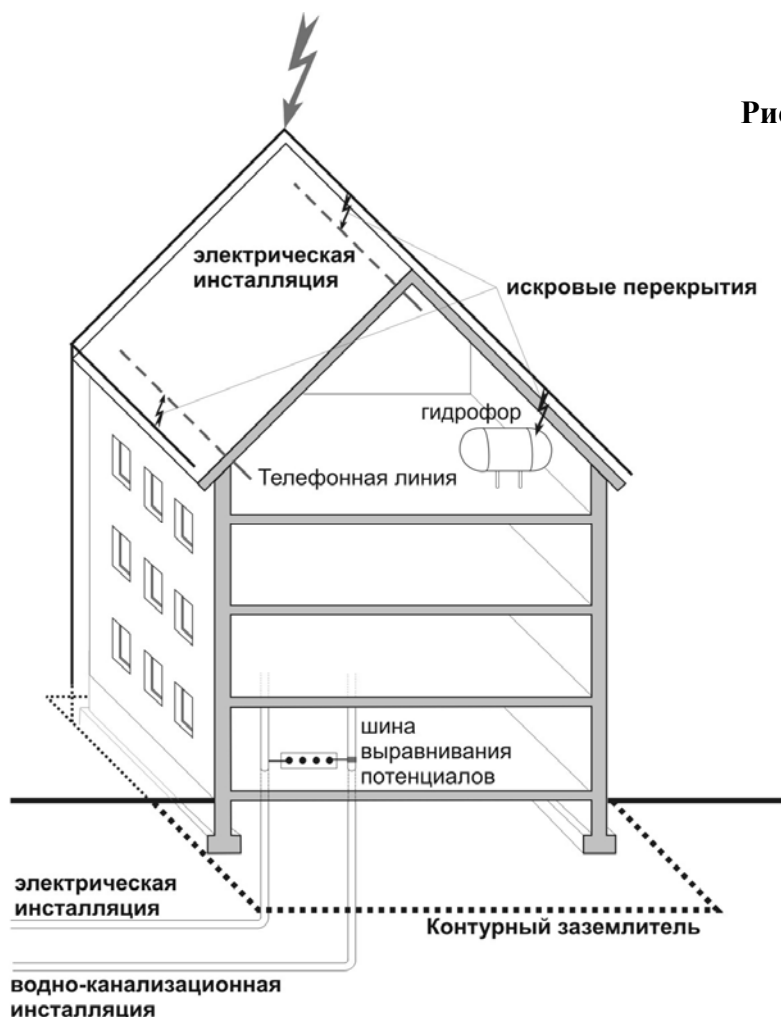 Рис
электрическая
инсталляция
искровые перекрытия
гидрофор
Телефонная линия
шина
выравнивания
потенциалов
электрическая
инсталляция
Контурный заземлитель
водно-канализационная
инсталляция